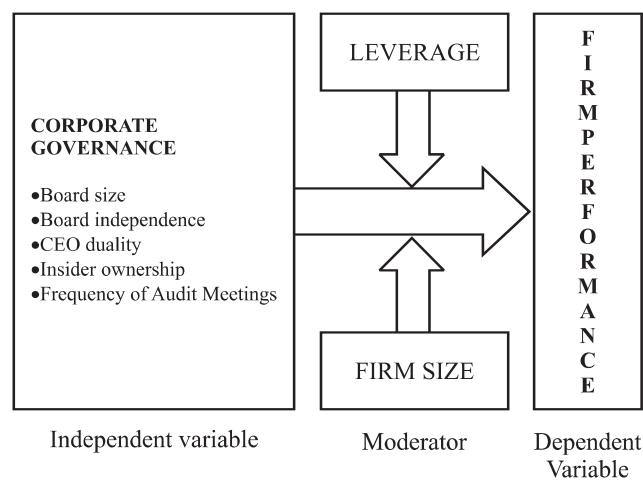 CORPORATE
GOVERNANCE
•Board size
•Board independence
•CEO duality
•Insider ownership
•Frequency of Audit Meetings
LEVERAGE
FIRM SIZE
F
I
R
M
P
E
R
F
O
R
M
A
N
C
E
Independent variable
Moderator
Dependent
Variable